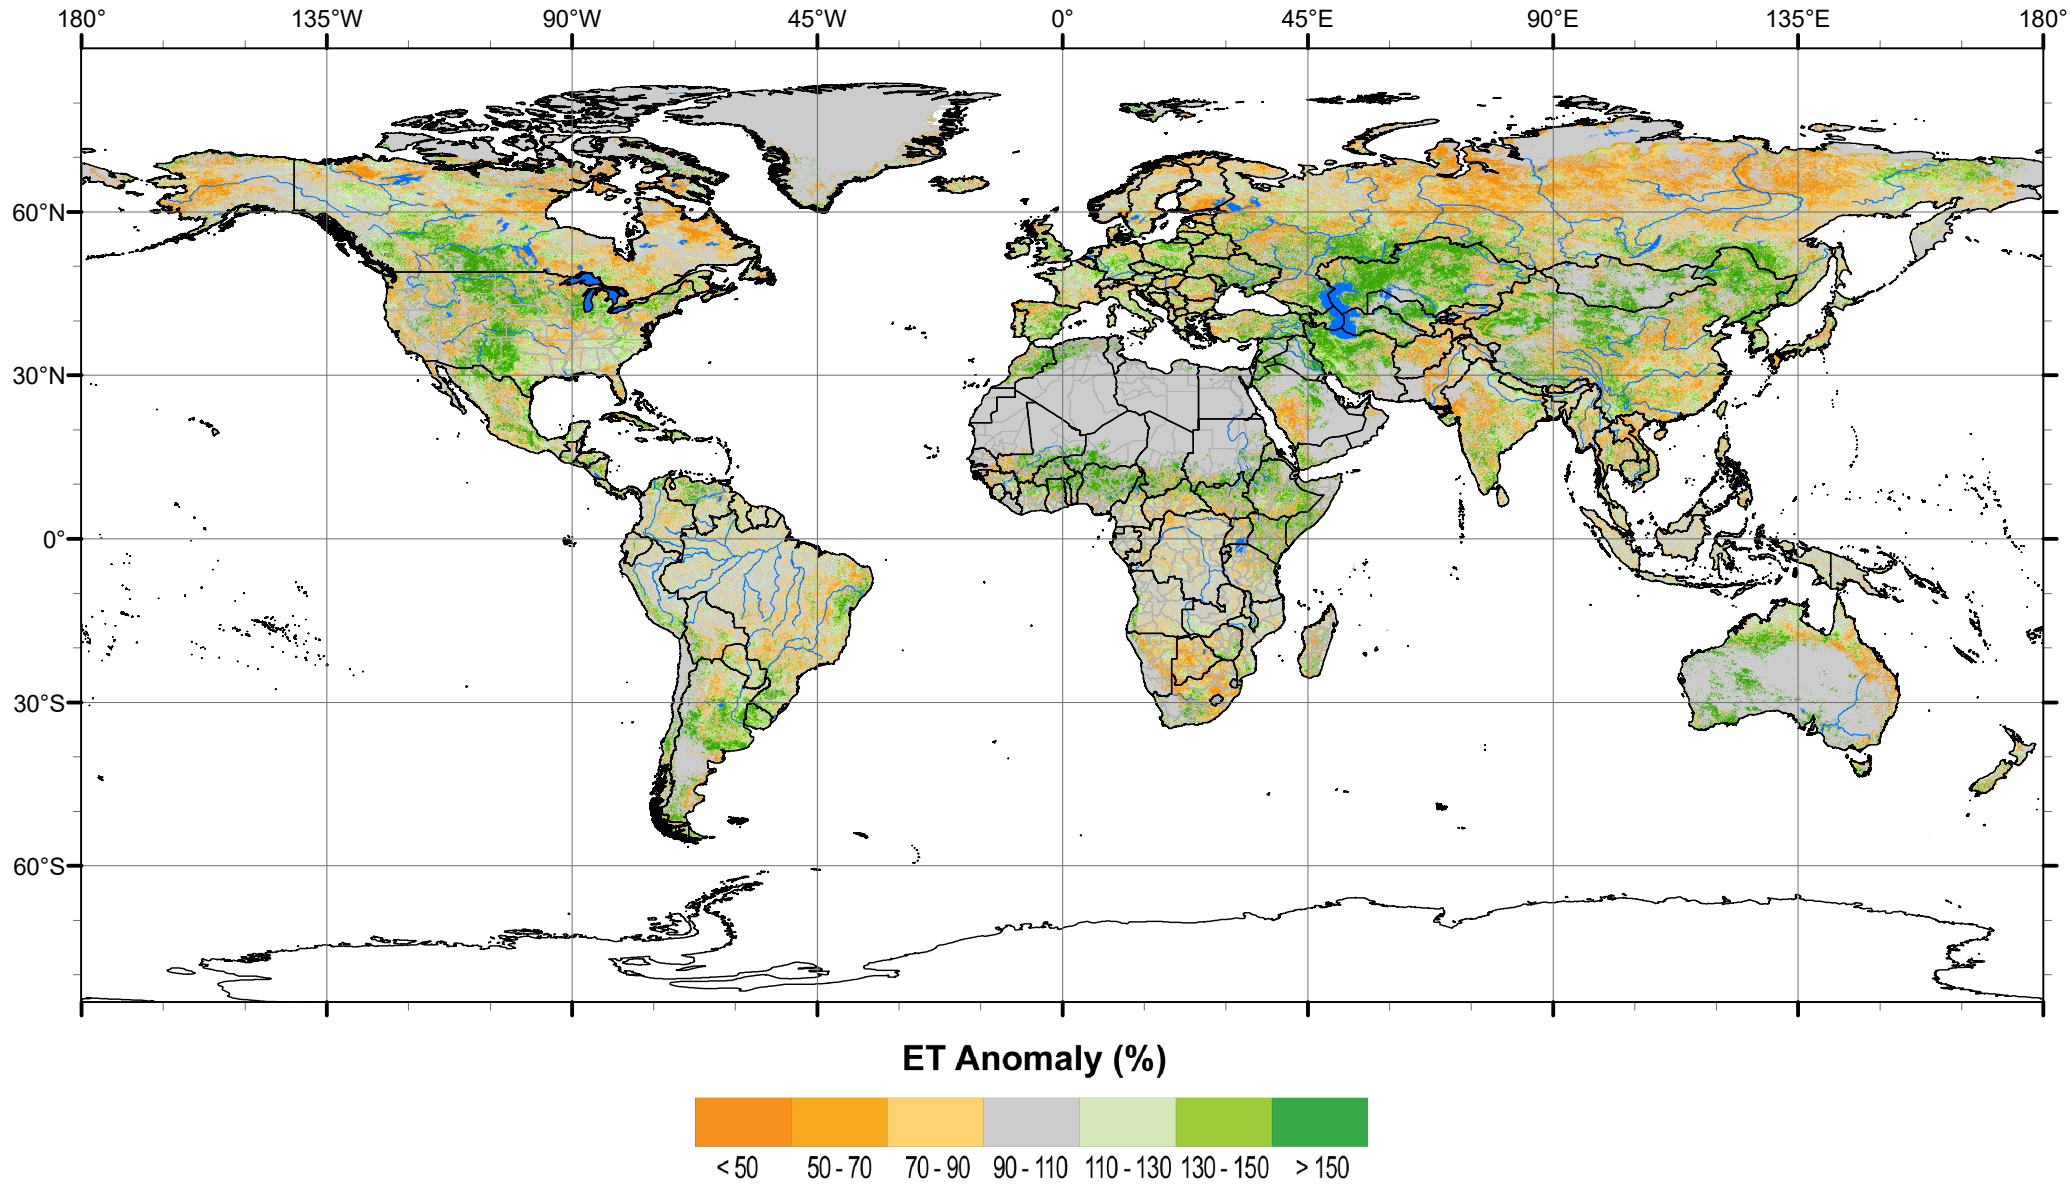 180° 135°W 90°W 45°W 0° 45°E 90°E 135°E 180°
60°N
30°N
0°
30°S
60°S
ET Anomaly (%)
< 50 50 - 70 70 - 90 90 - 110 110 - 130 130 - 150 > 150